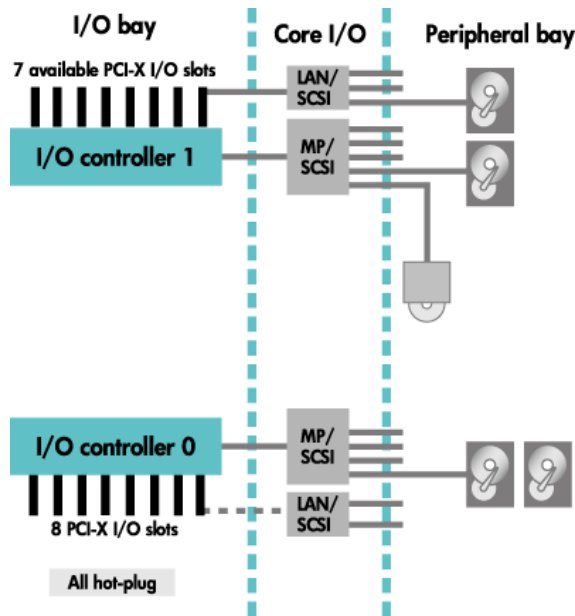 I/O bay
Core I/O
Peripheral bay
7 available PCI-X I/O slots
LAN/
SCSI
I/O controller 1
MP/
SCSI
I/O controller 0
MP/
SCSI
8 PCI-X I/O slots
LAN/
SCSI
All hot-plug